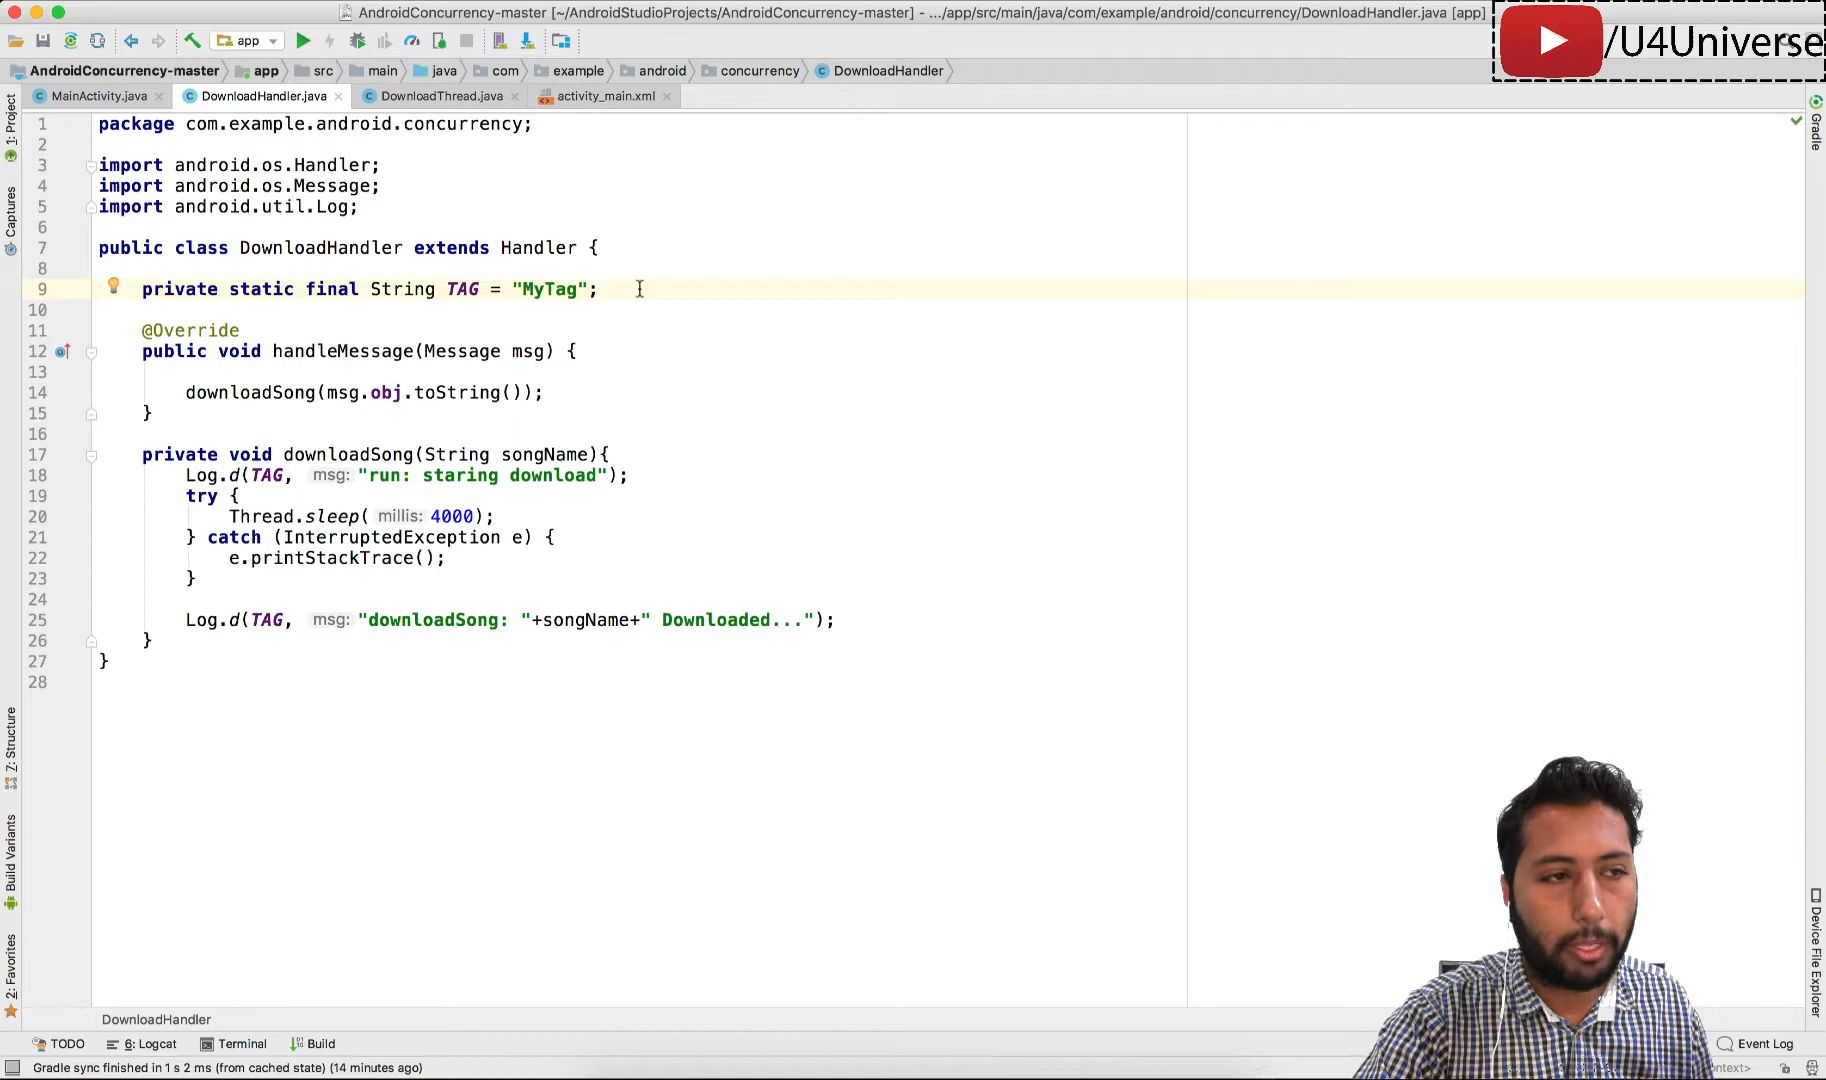 AndroidConcurrency-master [~/AndroidStudioProjects/AndroidConcurrency-master] - .../app/src/main/java/com/example/android/concurrency/DownloadHandler.java [app]
/U4Universe
app
AndroidConcurrency-master app src main java com example android concurrency DownloadHandler
MainActivity.java DownloadHandler.java DownloadThread.java activity_main.xml
1: Project
Captures
Z: Structure
Build Variants
2: Favorites
Gradle
Device File Explorer
1 package com.example.android.concurrency;
2
3 import android.os.Handler;
4 import android.os.Message;
5 import android.util.Log;
6
7 public class DownloadHandler extends Handler {
8
9 private static final String TAG = "MyTag";
10
11 @Override
12 public void handleMessage(Message msg) {
13
14 downloadSong(msg.obj.toString());
15 }
16
17 private void downloadSong(String songName){
18 Log.d(TAG, msg: "run: staring download");
19 try {
20 Thread.sleep( millis: 4000);
21 } catch (InterruptedException e) {
22 e.printStackTrace();
23 }
24
25 Log.d(TAG, msg: "downloadSong: "+songName+" Downloaded...");
26 }
27 }
28
DownloadHandler
TODO 6: Logcat Terminal Build Event Log
Gradle sync finished in 1 s 2 ms (from cached state) (14 minutes ago)